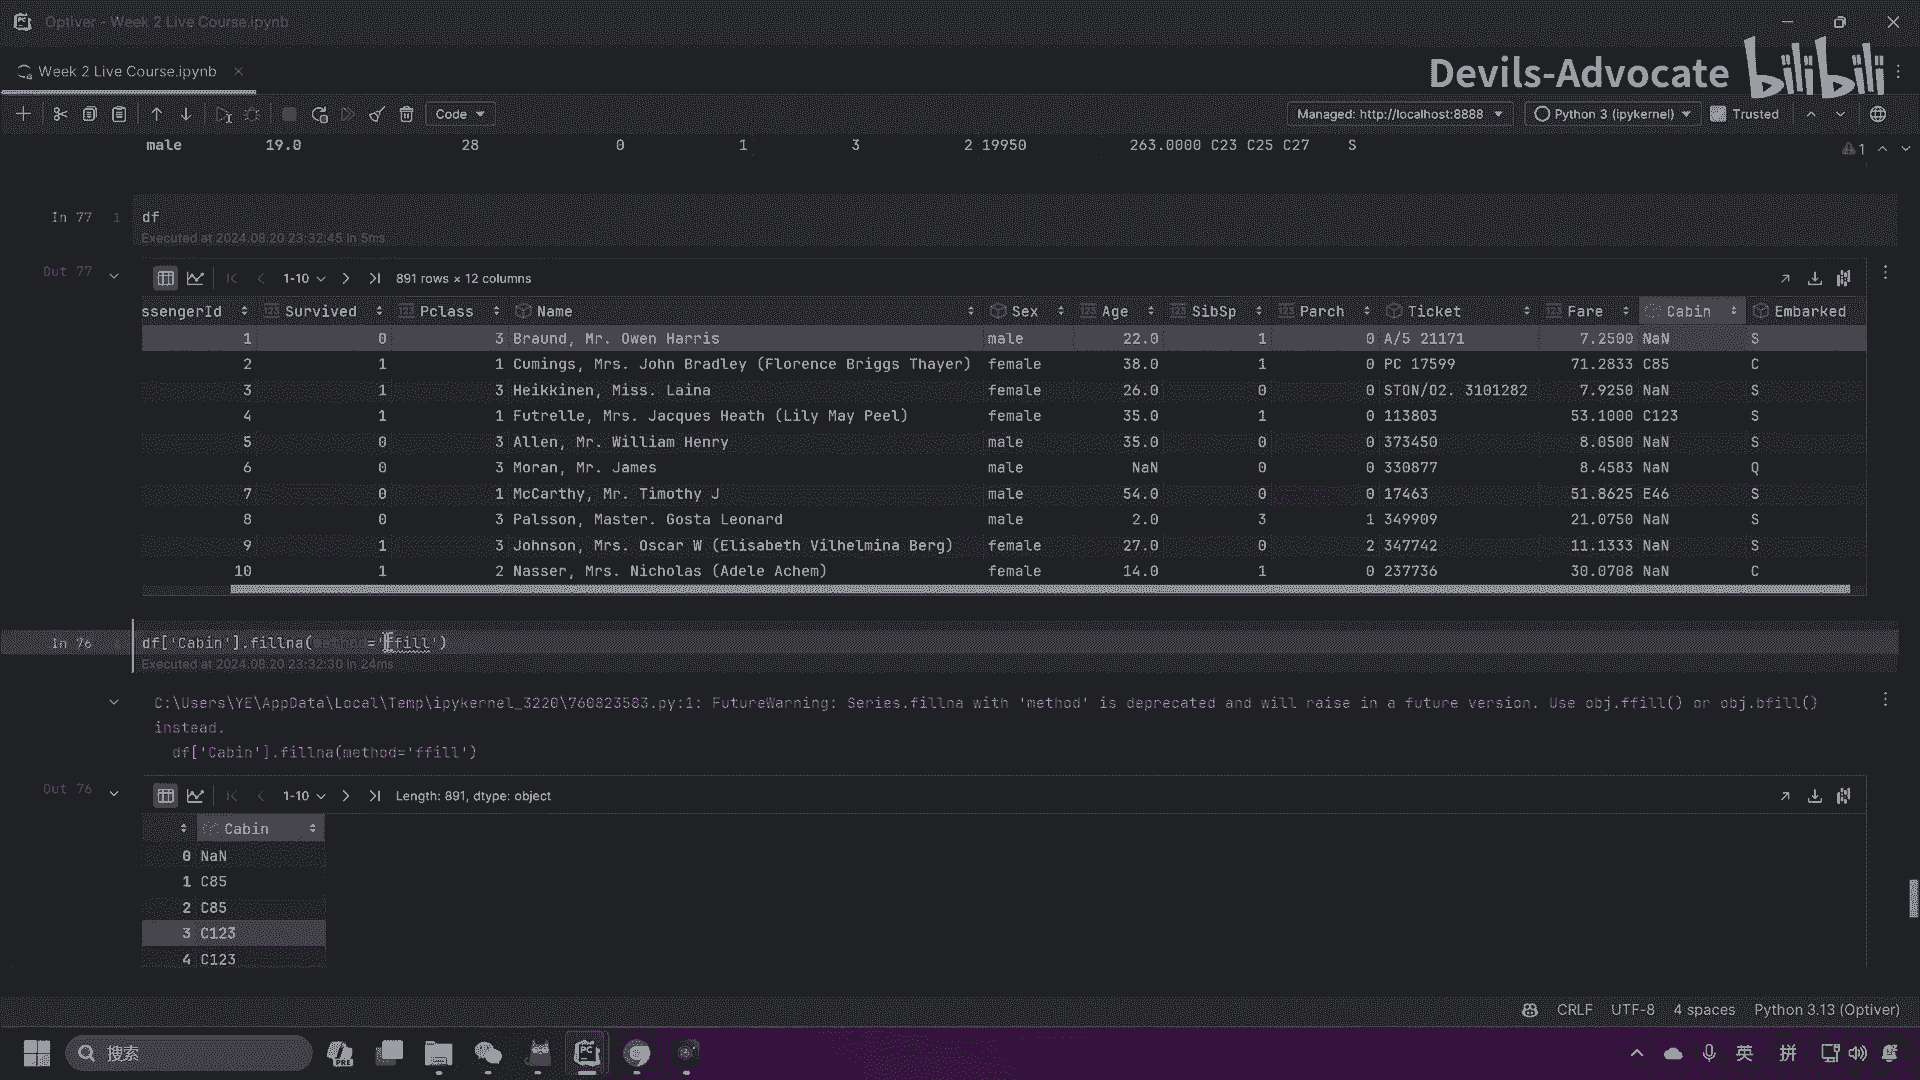 Optiver - Week 2 Live Course.ipynb
Week 2 Live Course.ipynb
Devils-Advocate bilibili
Code
Managed: http://localhost:8888 Python 3 (ipykernel) Trusted
male 19.0 28 0 1 3 2 19950 263.0000 C23 C25 C27 S
1
In 77 1 df
Executed at 2024.08.20 23:32:45 in 5ms
Out 77 1-10 891 rows × 12 columns
ssengerId Survived Pclass Name Sex Age SibSp Parch Ticket Fare Cabin Embarked
1 0 3 Braund, Mr. Owen Harris male 22.0 1 0 A/5 21171 7.2500 NaN S
2 1 1 Cumings, Mrs. John Bradley (Florence Briggs Thayer) female 38.0 1 0 PC 17599 71.2833 C85 C
3 1 3 Heikkinen, Miss. Laina female 26.0 0 0 STON/O2. 3101282 7.9250 NaN S
4 1 1 Futrelle, Mrs. Jacques Heath (Lily May Peel) female 35.0 1 0 113803 53.1000 C123 S
5 0 3 Allen, Mr. William Henry male 35.0 0 0 373450 8.0500 NaN S
6 0 3 Moran, Mr. James male NaN 0 0 330877 8.4583 NaN Q
7 0 1 McCarthy, Mr. Timothy J male 54.0 0 0 17463 51.8625 E46 S
8 0 3 Palsson, Master. Gosta Leonard male 2.0 3 1 349909 21.0750 NaN S
9 1 3 Johnson, Mrs. Oscar W (Elisabeth Vilhelmina Berg) female 27.0 0 2 347742 11.1333 NaN S
10 1 2 Nasser, Mrs. Nicholas (Adele Achem) female 14.0 1 0 237736 30.0708 NaN C
In 76 1 df['Cabin'].fillna(method='ffill')
Executed at 2024.08.20 23:32:30 in 24ms
C:\Users\YE\AppData\Local\Temp\ipykernel_3220\760823583.py:1: FutureWarning: Series.fillna with 'method' is deprecated and will raise in a future version. Use obj.ffill() or obj.bfill()
instead.
df['Cabin'].fillna(method='ffill')
Out 76 1-10 Length: 891, dtype: object
Cabin
0 NaN
1 C85
2 C85
3 C123
4 C123
CRLF UTF-8 4 spaces Python 3.13 (Optiver)
搜索 PRE PC 英 拼